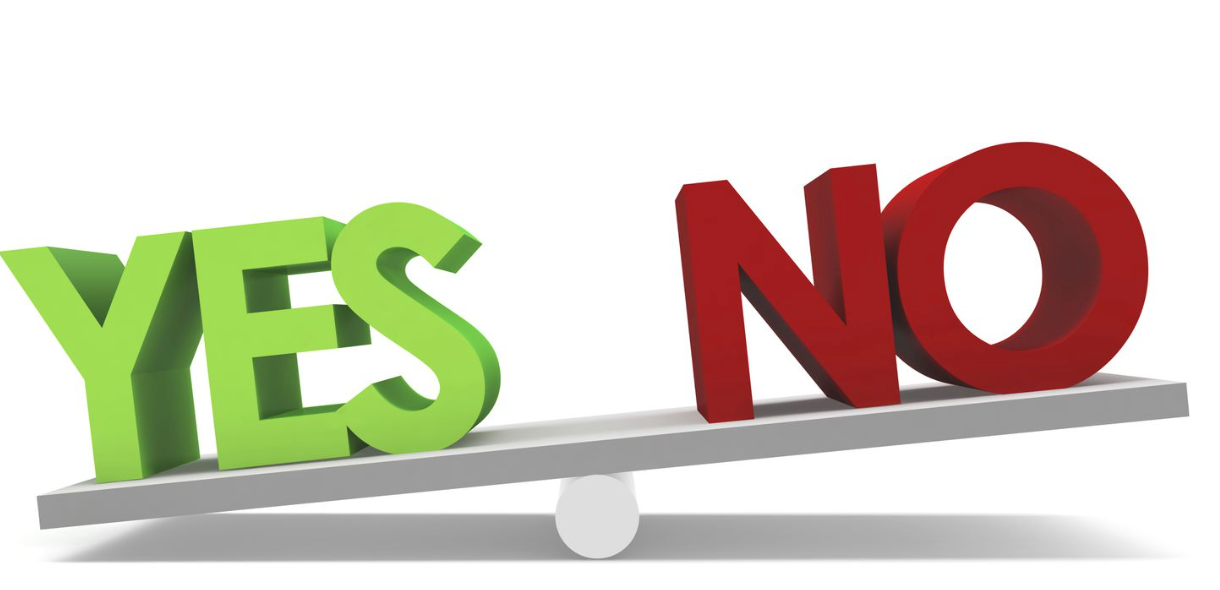 YES NO